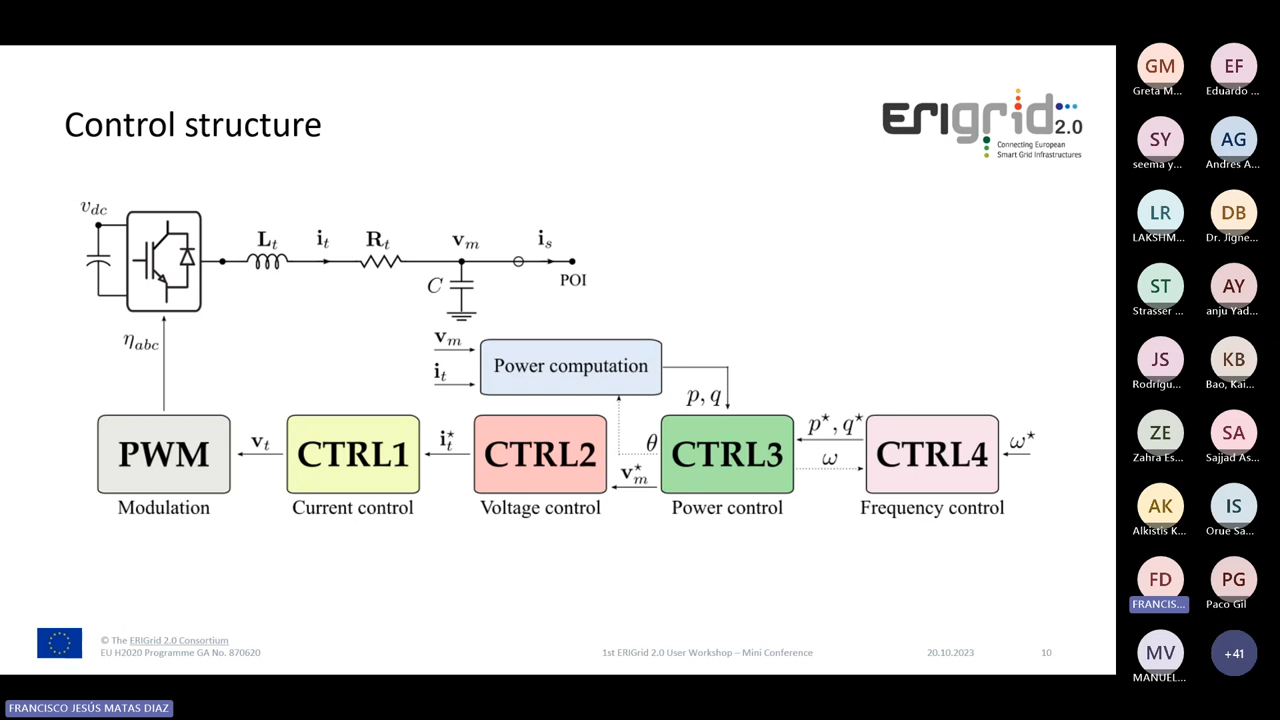 Control structure
ERIgrid 2.0
Connecting European
Smart Grid Infrastructures
v_dc
L_t
i_t
R_t
v_m
i_s
C
POI
η_abc
v_m
i_t
Power computation
p, q
PWM
v_t
CTRL1
i_t^⋆
CTRL2
θ
v_m^⋆
CTRL3
p^⋆, q^⋆
ω
CTRL4
ω^⋆
Modulation
Current control
Voltage control
Power control
Frequency control
© The ERIGrid 2.0 Consortium
EU H2020 Programme GA No. 870620
1st ERIGrid 2.0 User Workshop – Mini Conference
20.10.2023
10
GM
Greta M...
EF
Eduardo ...
SY
seema y...
AG
Andres A...
LR
LAKSHM...
DB
Dr. Jigne...
ST
Strasser ...
AY
anju Yad...
JS
Rodrígu...
KB
Bao, Kai...
ZE
Zahra Es...
SA
Sajjad As...
AK
Alkistis K...
IS
Orue Sa...
FD
FRANCIS...
PG
Paco Gil
MV
MANUEL...
+41
FRANCISCO JESÚS MATAS DIAZ